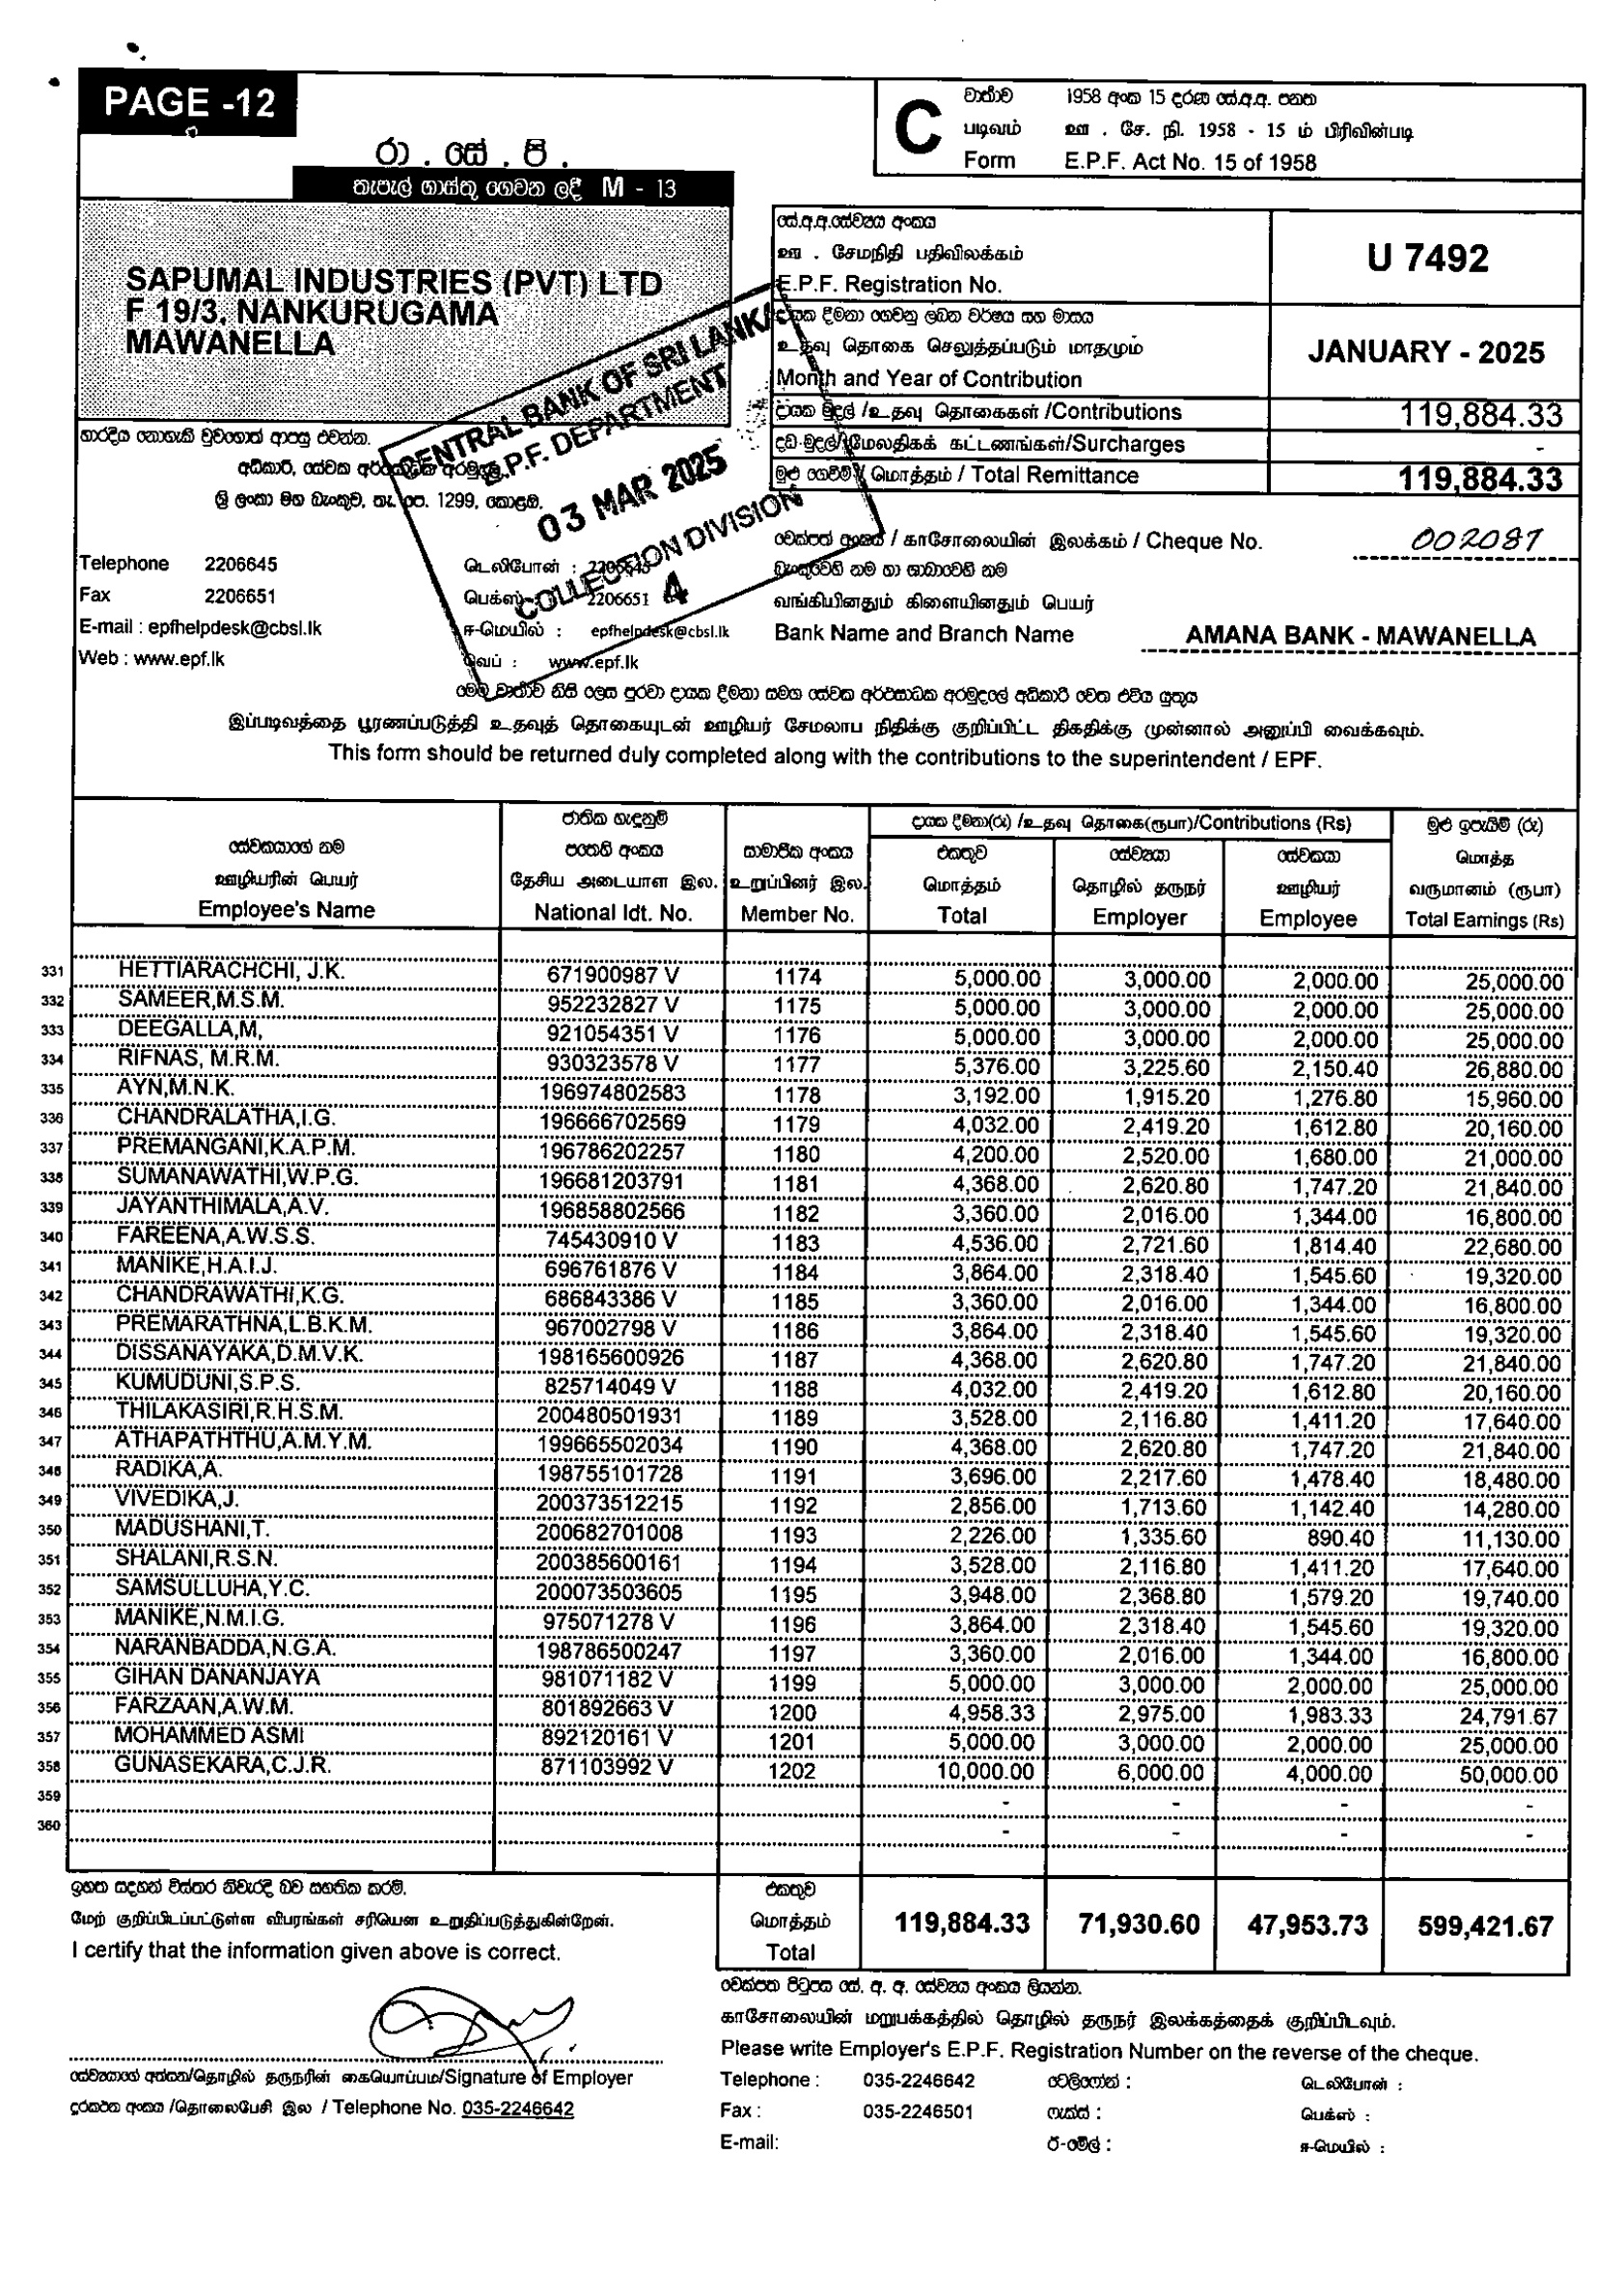 PAGE -12
රා . සේ . පි .
තැපැල් ගාස්තු ගෙවන ලදී M - 13
C
වාර්තාව 1958 අංක 15 දරණ සේ.අ.අ. පනත
படிவம் ஊ . சே. நி. 1958 - 15 ம் பிரிவின்படி
Form E.P.F. Act No. 15 of 1958
SAPUMAL INDUSTRIES (PVT) LTD
F 19/3, NANKURUGAMA
MAWANELLA
සේ.අ.අ.සේව්‍යය අංකය
ஊ . சேமநிதி பதிவிலக்கம்
E.P.F. Registration No. U 7492
දායක දීමනා ගෙවනු ලබන වර්ෂය සහ මාසය
உதவு தொகை செலுத்தப்படும் மாதமும்
Month and Year of Contribution JANUARY - 2025
දායක මුදල් /உதவு தொகைகள் /Contributions 119,884.33
දඩ මුදල්/மேலதிகக் கட்டணங்கள்/Surcharges -
මුළු ගෙවීම්/ மொத்தம் / Total Remittance 119,884.33
භාරදිය නොහැකි වුවහොත් ආපසු එවන්න.
අධිකාරී, සේවක අර්ථසාධක අරමුදල
ශ්‍රී ලංකා මහ බැංකුව, තැ. පෙ. 1299, කොළඹ.
CENTRAL BANK OF SRI LANKA
E.P.F. DEPARTMENT
03 MAR 2025
COLLECTION DIVISION
4
Telephone 2206645 டெலிபோன் : 2206645
Fax 2206651 பெக்ஸ் : 2206651
E-mail : epfhelpdesk@cbsl.lk ஈ-மெயில் : epfhelpdesk@cbsl.lk
Web : www.epf.lk வெப் : www.epf.lk
චෙක්පත් අංකය / காசோலையின் இலக்கம் / Cheque No. 002087
බැංකුවෙහි නම හා ශාඛාවෙහි නම
வங்கியினதும் கிளையினதும் பெயர்
Bank Name and Branch Name AMANA BANK - MAWANELLA
මෙම වාර්තාව නිසි ලෙස පුරවා දායක දීමනා සමඟ සේවක අර්ථසාධක අරමුදලේ අධිකාරී වෙත එවිය යුතුය
இப்படிவத்தை பூரணப்படுத்தி உதவுத் தொகையுடன் ஊழியர் சேமலாப நிதிக்கு குறிப்பிட்ட திகதிக்கு முன்னால் அனுப்பி வைக்கவும்.
This form should be returned duly completed along with the contributions to the superintendent / EPF.
සේවකයාගේ නම ජාතික හැඳුනුම් පතෙහි අංකය සාමාජික අංකය දායක දීමනා(රු) /உதவு தொகை(ரூபா)/Contributions (Rs) මුළු ඉපැයීම් (රු)
එකතුව සේව්‍යයා සේවකයා
ஊழியரின் பெயர் தேசிய அடையாள இல. உறுப்பினர் இல. மொத்தம் தொழில் தருநர் ஊழியர் மொத்த வருமானம் (ரூபா)
Employee's Name National Idt. No. Member No. Total Employer Employee Total Earnings (Rs)
331 HETTIARACHCHI, J.K. 671900987 V 1174 5,000.00 3,000.00 2,000.00 25,000.00
332 SAMEER,M.S.M. 952232827 V 1175 5,000.00 3,000.00 2,000.00 25,000.00
333 DEEGALLA,M, 921054351 V 1176 5,000.00 3,000.00 2,000.00 25,000.00
334 RIFNAS, M.R.M. 930323578 V 1177 5,376.00 3,225.60 2,150.40 26,880.00
335 AYN,M.N.K. 196974802583 1178 3,192.00 1,915.20 1,276.80 15,960.00
336 CHANDRALATHA,I.G. 196666702569 1179 4,032.00 2,419.20 1,612.80 20,160.00
337 PREMANGANI,K.A.P.M. 196786202257 1180 4,200.00 2,520.00 1,680.00 21,000.00
338 SUMANAWATHI,W.P.G. 196681203791 1181 4,368.00 2,620.80 1,747.20 21,840.00
339 JAYANTHIMALA,A.V. 196858802566 1182 3,360.00 2,016.00 1,344.00 16,800.00
340 FAREENA,A.W.S.S. 745430910 V 1183 4,536.00 2,721.60 1,814.40 22,680.00
341 MANIKE,H.A.I.J. 696761876 V 1184 3,864.00 2,318.40 1,545.60 19,320.00
342 CHANDRAWATHI,K.G. 686843386 V 1185 3,360.00 2,016.00 1,344.00 16,800.00
343 PREMARATHNA,L.B.K.M. 967002798 V 1186 3,864.00 2,318.40 1,545.60 19,320.00
344 DISSANAYAKA,D.M.V.K. 198165600926 1187 4,368.00 2,620.80 1,747.20 21,840.00
345 KUMUDUNI,S.P.S. 825714049 V 1188 4,032.00 2,419.20 1,612.80 20,160.00
346 THILAKASIRI,R.H.S.M. 200480501931 1189 3,528.00 2,116.80 1,411.20 17,640.00
347 ATHAPATHTHU,A.M.Y.M. 199665502034 1190 4,368.00 2,620.80 1,747.20 21,840.00
348 RADIKA,A. 198755101728 1191 3,696.00 2,217.60 1,478.40 18,480.00
349 VIVEDIKA,J. 200373512215 1192 2,856.00 1,713.60 1,142.40 14,280.00
350 MADUSHANI,T. 200682701008 1193 2,226.00 1,335.60 890.40 11,130.00
351 SHALANI,R.S.N. 200385600161 1194 3,528.00 2,116.80 1,411.20 17,640.00
352 SAMSULLUHA,Y.C. 200073503605 1195 3,948.00 2,368.80 1,579.20 19,740.00
353 MANIKE,N.M.I.G. 975071278 V 1196 3,864.00 2,318.40 1,545.60 19,320.00
354 NARANBADDA,N.G.A. 198786500247 1197 3,360.00 2,016.00 1,344.00 16,800.00
355 GIHAN DANANJAYA 981071182 V 1199 5,000.00 3,000.00 2,000.00 25,000.00
356 FARZAAN,A.W.M. 801892663 V 1200 4,958.33 2,975.00 1,983.33 24,791.67
357 MOHAMMED ASMI 892120161 V 1201 5,000.00 3,000.00 2,000.00 25,000.00
358 GUNASEKARA,C.J.R. 871103992 V 1202 10,000.00 6,000.00 4,000.00 50,000.00
359 - - - -
360 - - - -
ඉහත සඳහන් විස්තර නිවැරදි බව සහතික කරමි. එකතුව
மேற் குறிப்பிடப்பட்டுள்ள விபரங்கள் சரியென உறுதிப்படுத்துகின்றேன். மொத்தம் 119,884.33 71,930.60 47,953.73 599,421.67
I certify that the information given above is correct. Total
චෙක්පත පිටුපස සේ. අ. අ. සේව්‍යය අංකය ලියන්න.
காசோலையின் மறுபக்கத்தில் தொழில் தருநர் இலக்கத்தைக் குறிப்பிடவும்.
Please write Employer's E.P.F. Registration Number on the reverse of the cheque.
සේව්‍යයාගේ අත්සන/தொழில் தருநரின் கையொப்பம/Signature of Employer
දුරකථන අංකය /தொலைபேசி இல / Telephone No. 035-2246642
Telephone : 035-2246642 ටෙලිෆෝන් : டெலிபோன் :
Fax : 035-2246501 ෆැක්ස් : பெக்ஸ் :
E-mail: ඊ-මේල් : ஈ-மெயில் :